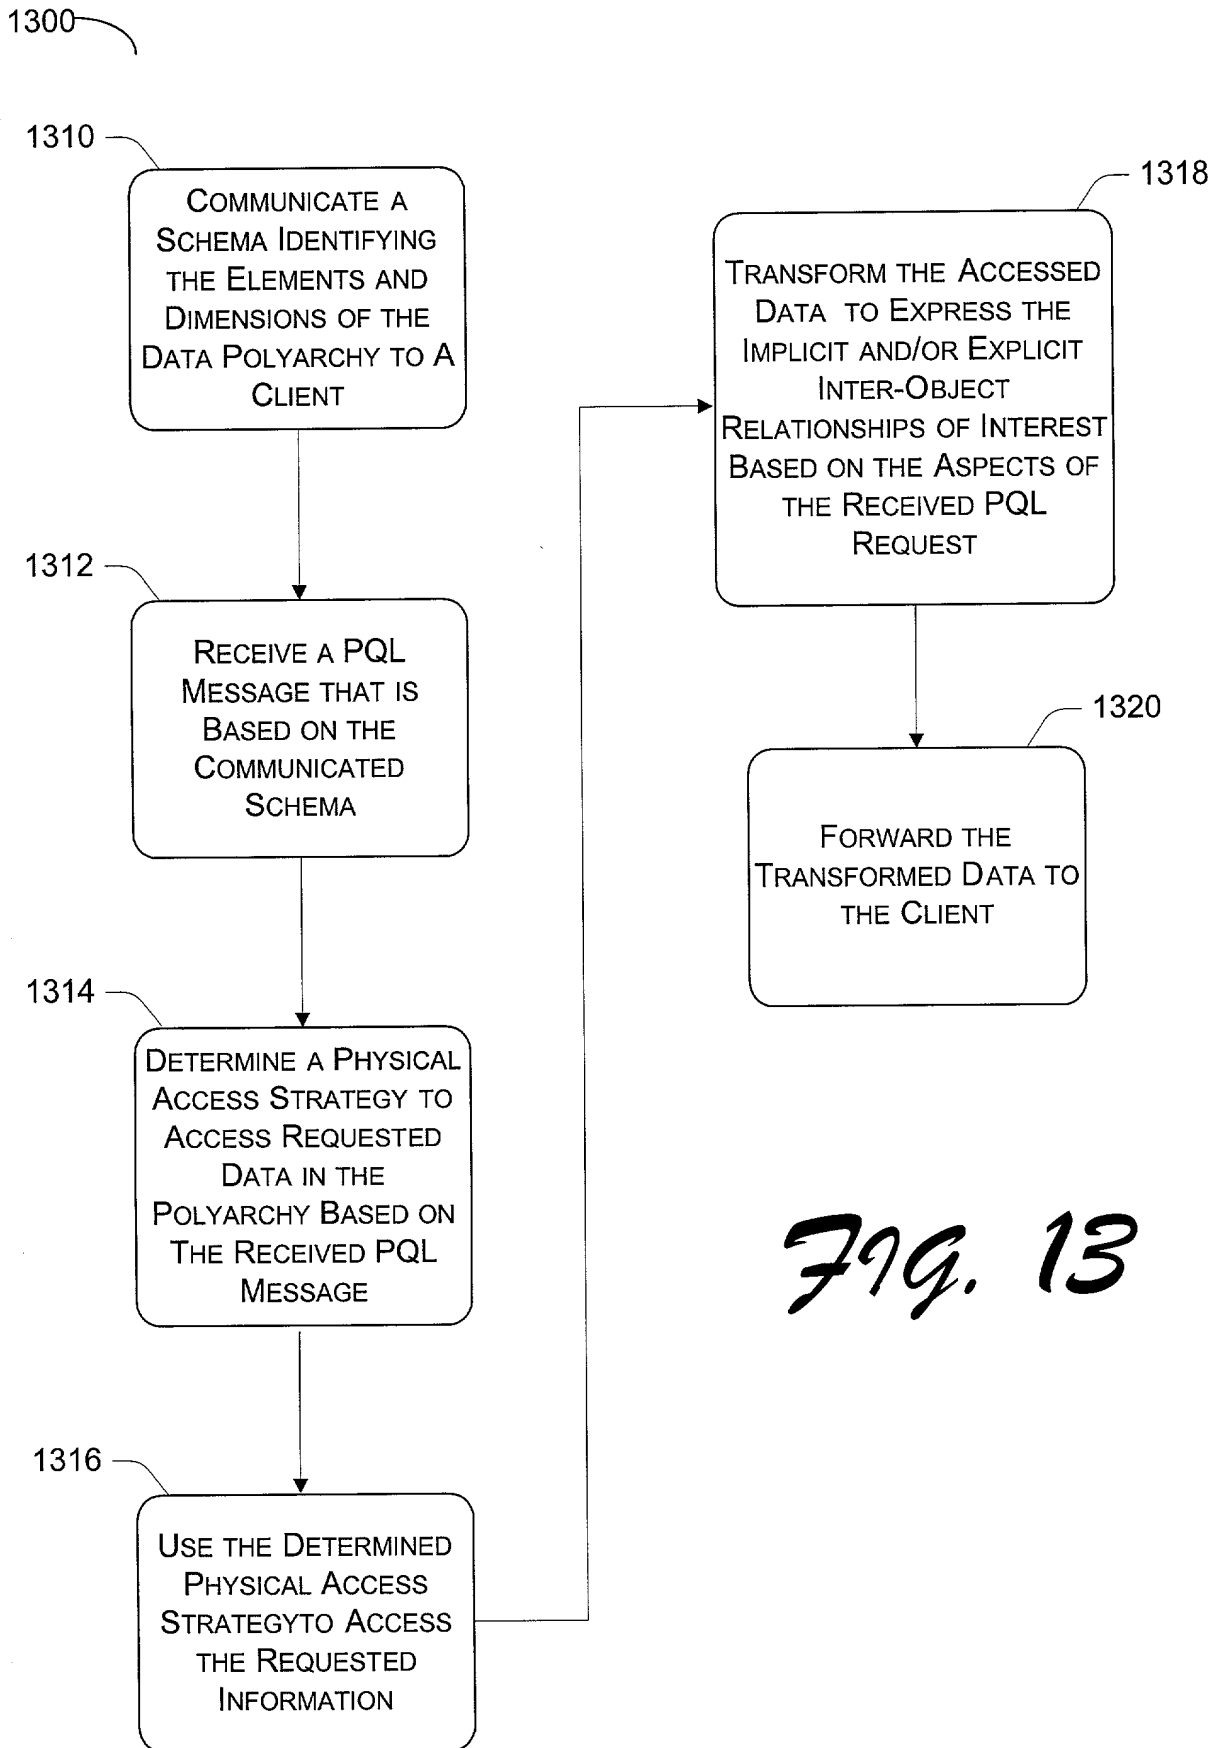 1300
1310
COMMUNICATE A
SCHEMA IDENTIFYING
THE ELEMENTS AND
DIMENSIONS OF THE
DATA POLYARCHY TO A
CLIENT
1312
RECEIVE A PQL
MESSAGE THAT IS
BASED ON THE
COMMUNICATED
SCHEMA
1314
DETERMINE A PHYSICAL
ACCESS STRATEGY TO
ACCESS REQUESTED
DATA IN THE
POLYARCHY BASED ON
THE RECEIVED PQL
MESSAGE
1316
USE THE DETERMINED
PHYSICAL ACCESS
STRATEGYTO ACCESS
THE REQUESTED
INFORMATION
1318
TRANSFORM THE ACCESSED
DATA TO EXPRESS THE
IMPLICIT AND/OR EXPLICIT
INTER-OBJECT
RELATIONSHIPS OF INTEREST
BASED ON THE ASPECTS OF
THE RECEIVED PQL
REQUEST
1320
FORWARD THE
TRANSFORMED DATA TO
THE CLIENT
FIG. 13